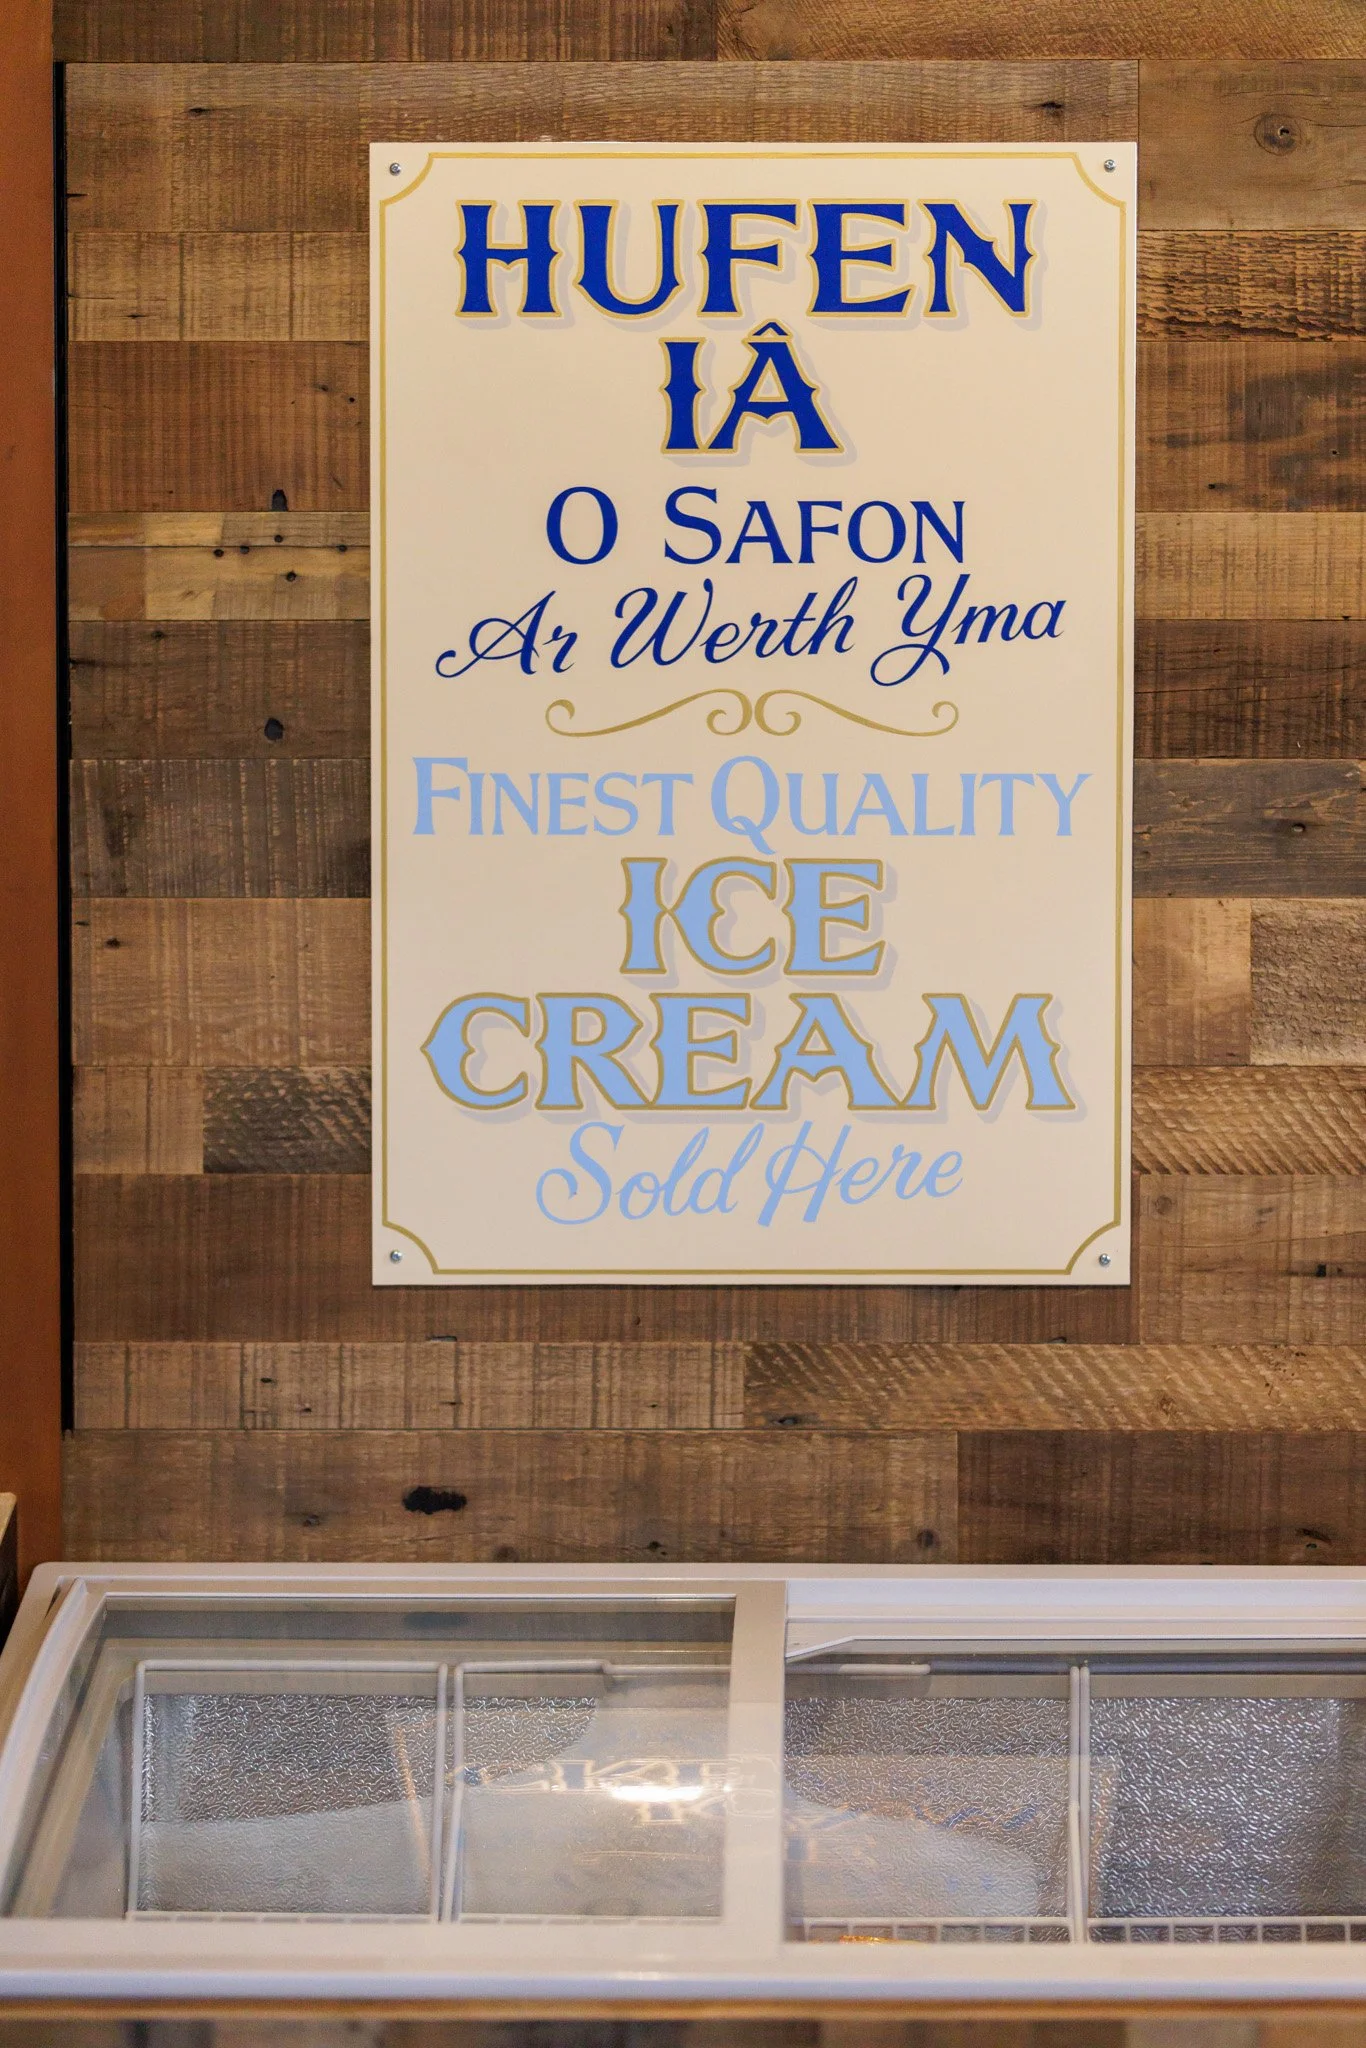 HUFEN
IÂ
O SAFON
Ar Werth Yma
FINEST QUALITY
ICE
CREAM
Sold Here